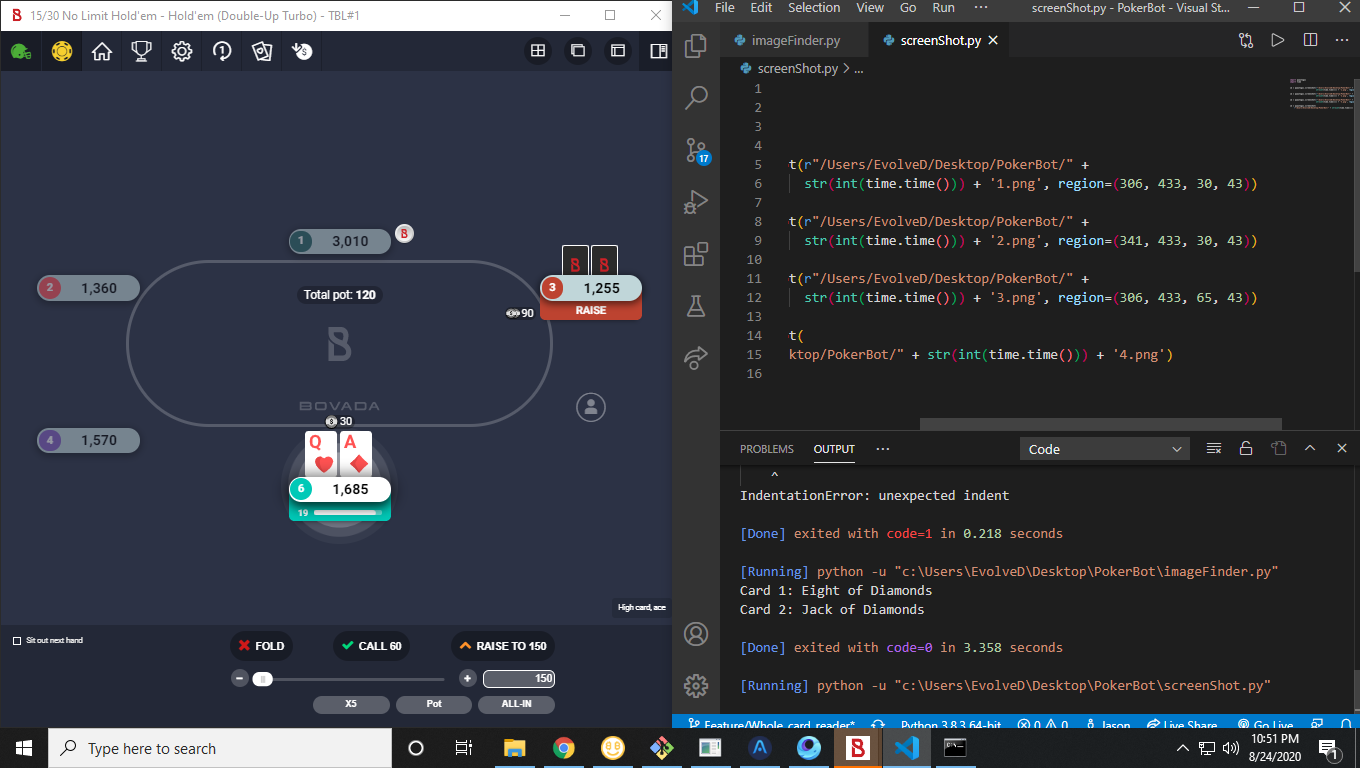 15/30 No Limit Hold'em - Hold'em (Double-Up Turbo) - TBL#1
1 3,010
2 1,360
3 1,255
RAISE
Total pot: 120
90
BOVADA
30
4 1,570
Q A
6 1,685
19
High card, ace
Sit out next hand
FOLD
CALL 60
RAISE TO 150
150
X5
Pot
ALL-IN
File Edit Selection View Go Run ··· screenShot.py - PokerBot - Visual St...
imageFinder.py
screenShot.py
screenShot.py > ...
1
2
3
4
5 t(r"/Users/EvolveD/Desktop/PokerBot/" +
6 str(int(time.time())) + '1.png', region=(306, 433, 30, 43))
7
8 t(r"/Users/EvolveD/Desktop/PokerBot/" +
9 str(int(time.time())) + '2.png', region=(341, 433, 30, 43))
10
11 t(r"/Users/EvolveD/Desktop/PokerBot/" +
12 str(int(time.time())) + '3.png', region=(306, 433, 65, 43))
13
14 t(
15 ktop/PokerBot/" + str(int(time.time())) + '4.png')
16
17
PROBLEMS OUTPUT ··· Code
^
IndentationError: unexpected indent
[Done] exited with code=1 in 0.218 seconds
[Running] python -u "c:\Users\EvolveD\Desktop\PokerBot\imageFinder.py"
Card 1: Eight of Diamonds
Card 2: Jack of Diamonds
[Done] exited with code=0 in 3.358 seconds
[Running] python -u "c:\Users\EvolveD\Desktop\PokerBot\screenShot.py"
Feature/Whole_card_reader* Python 3.8.3 64-bit 0 0 Jason Live Share Go Live
Type here to search
10:51 PM
8/24/2020
1